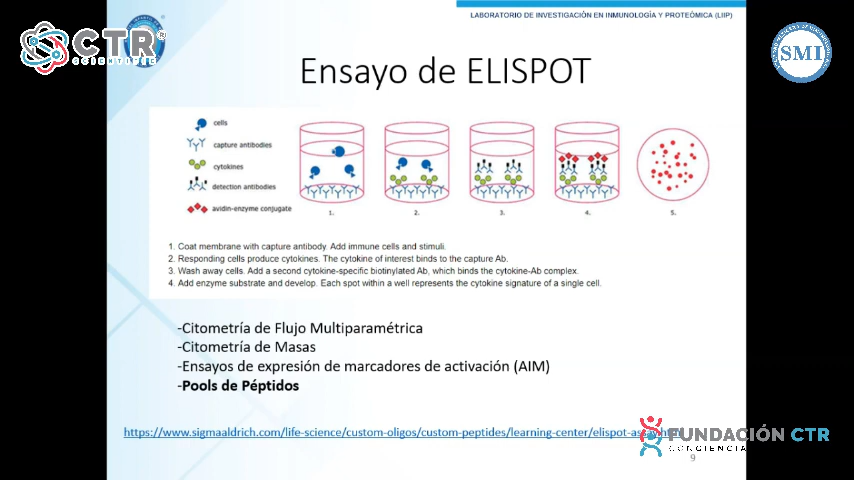 LABORATORIO DE INVESTIGACIÓN EN INMUNOLOGÍA Y PROTEÓMICA (LIIP)
CTR
SCIENTIFIC
SMI
Ensayo de ELISPOT
cells
capture antibodies
cytokines
detection antibodies
avidin-enzyme conjugate
1. 2. 3. 4. 5.
1. Coat membrane with capture antibody. Add immune cells and stimuli.
2. Responding cells produce cytokines. The cytokine of interest binds to the capture Ab.
3. Wash away cells. Add a second cytokine-specific biotinylated Ab, which binds the cytokine-Ab complex.
4. Add enzyme substrate and develop. Each spot within a well represents the cytokine signature of a single cell.
-Citometría de Flujo Multiparamétrica
-Citometría de Masas
-Ensayos de expresión de marcadores de activación (AIM)
-Pools de Péptidos
https://www.sigmaaldrich.com/life-science/custom-oligos/custom-peptides/learning-center/elispot-
FUNDACIÓN CTR
CONCIENCIA
9